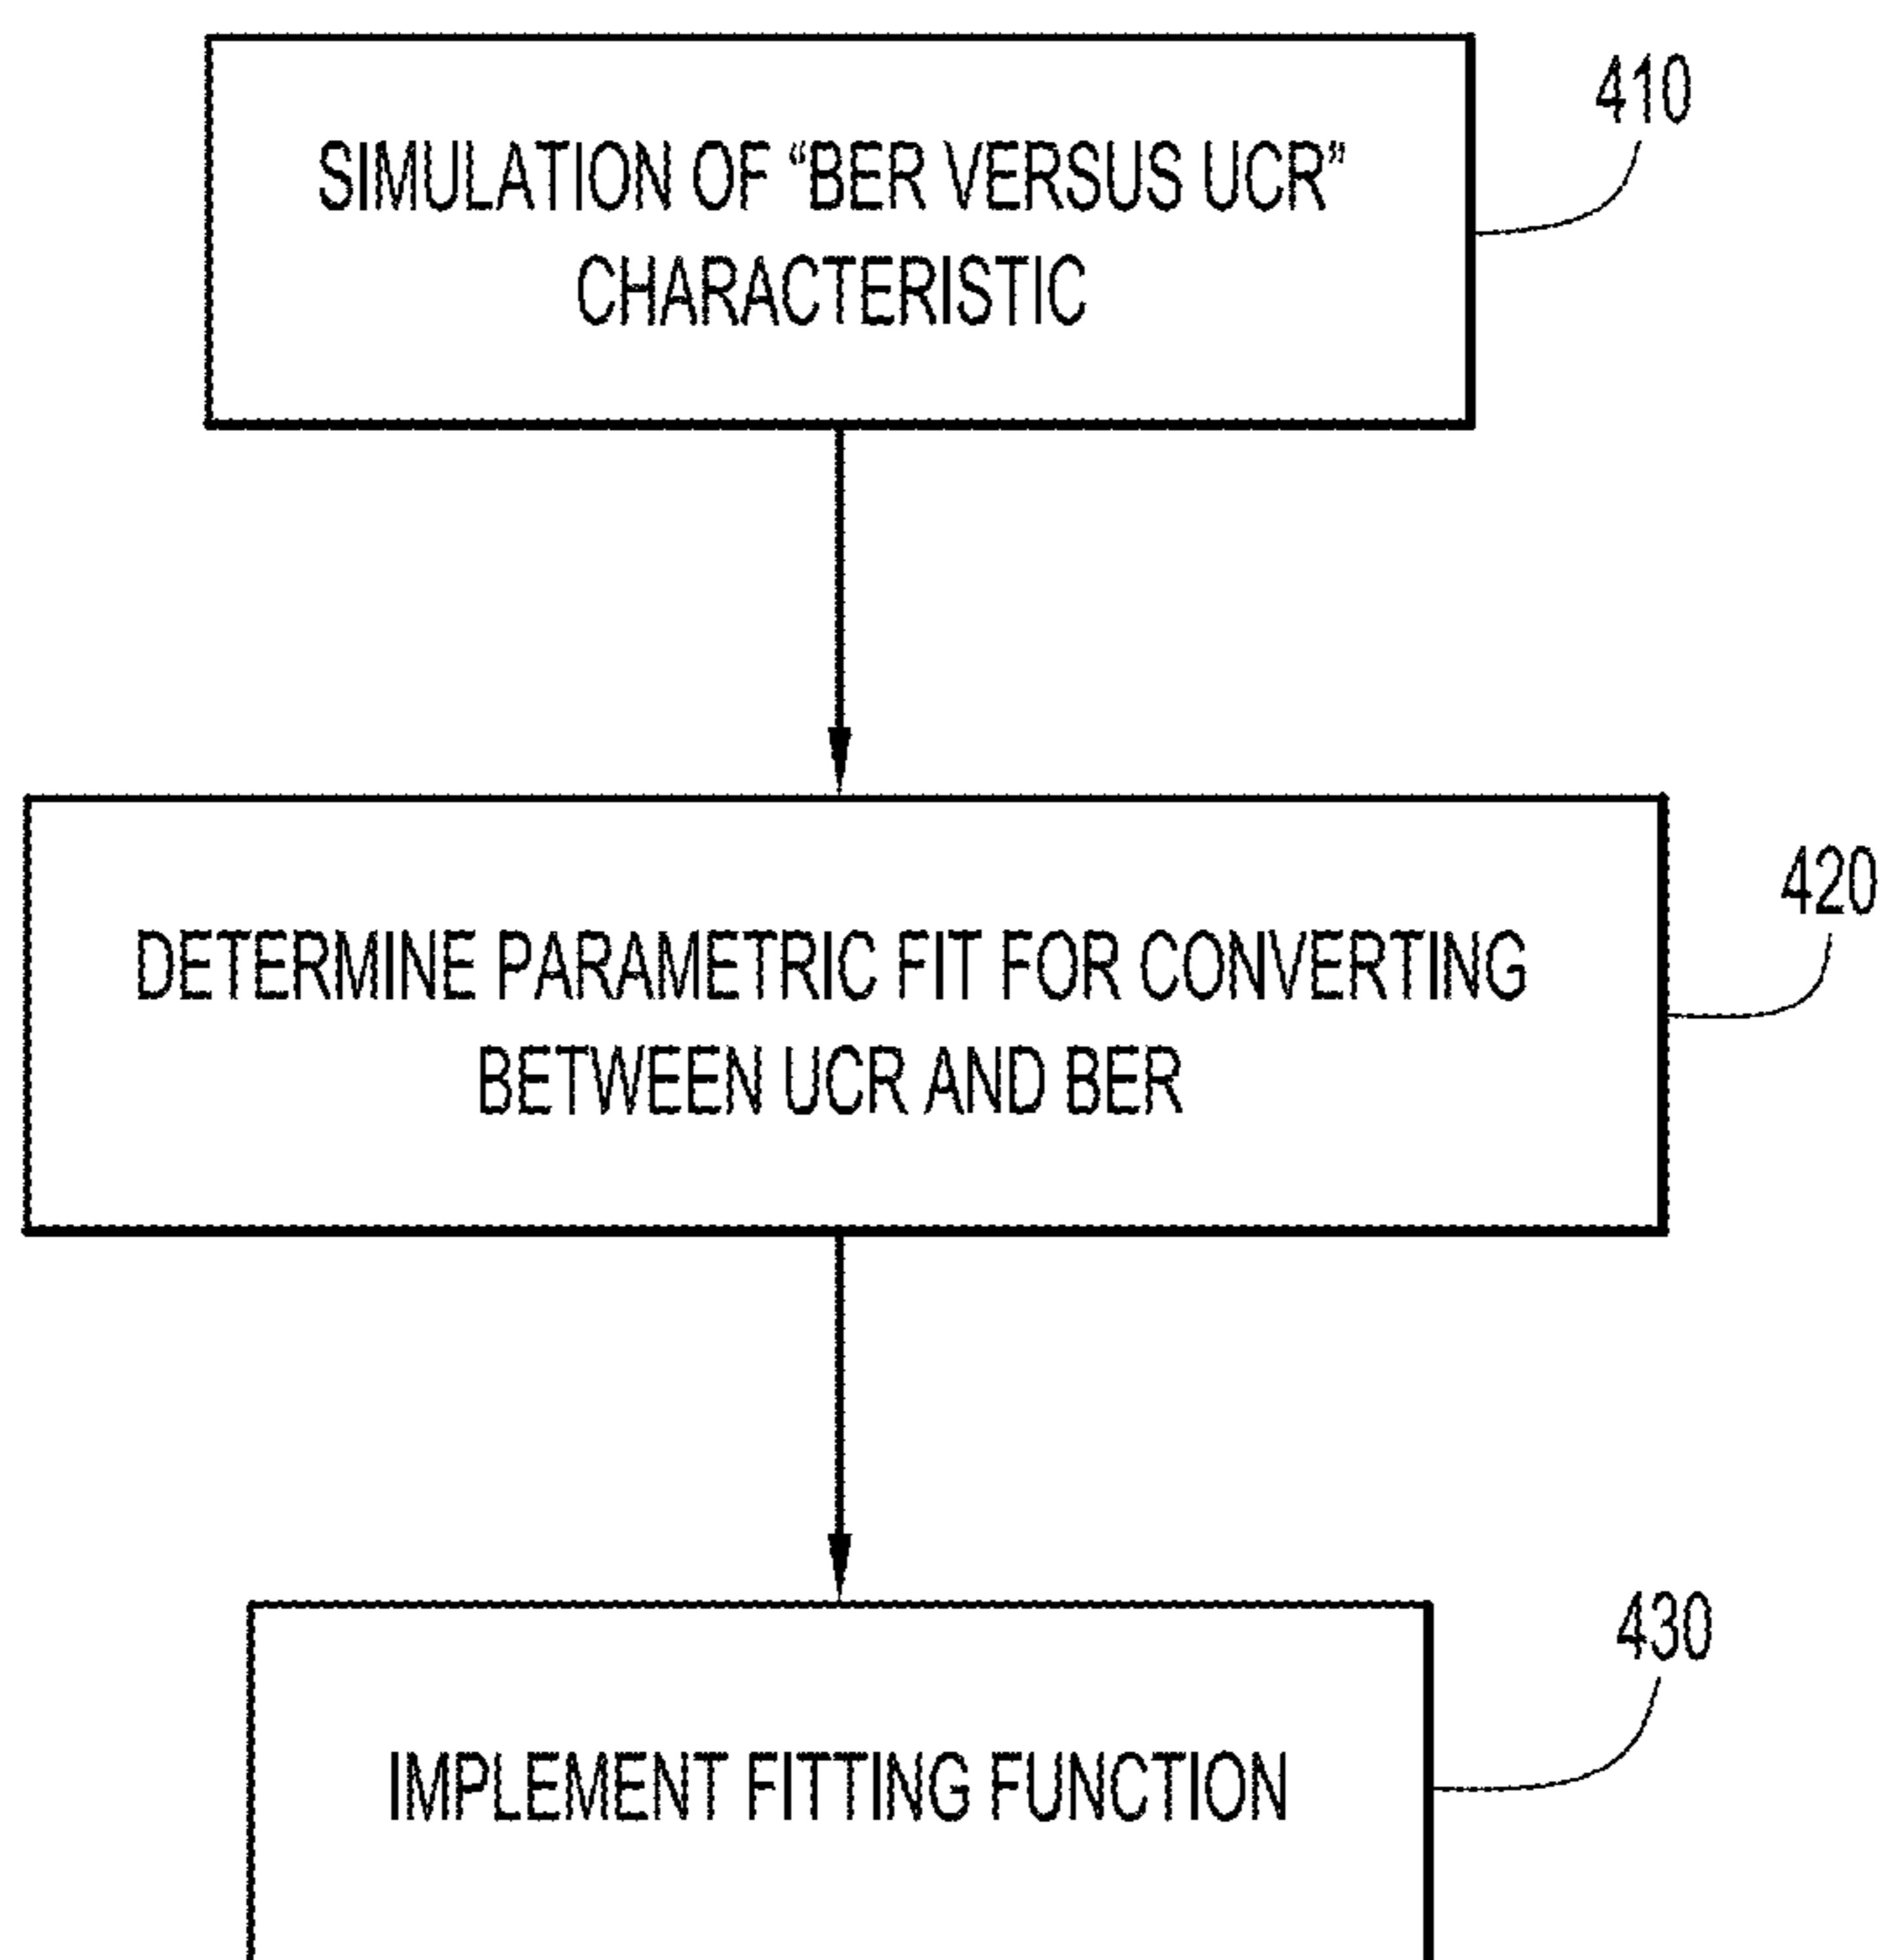 410
SIMULATION OF “BER VERSUS UCR”
CHARACTERISTIC
420
DETERMINE PARAMETRIC FIT FOR CONVERTING
BETWEEN UCR AND BER
430
IMPLEMENT FITTING FUNCTION